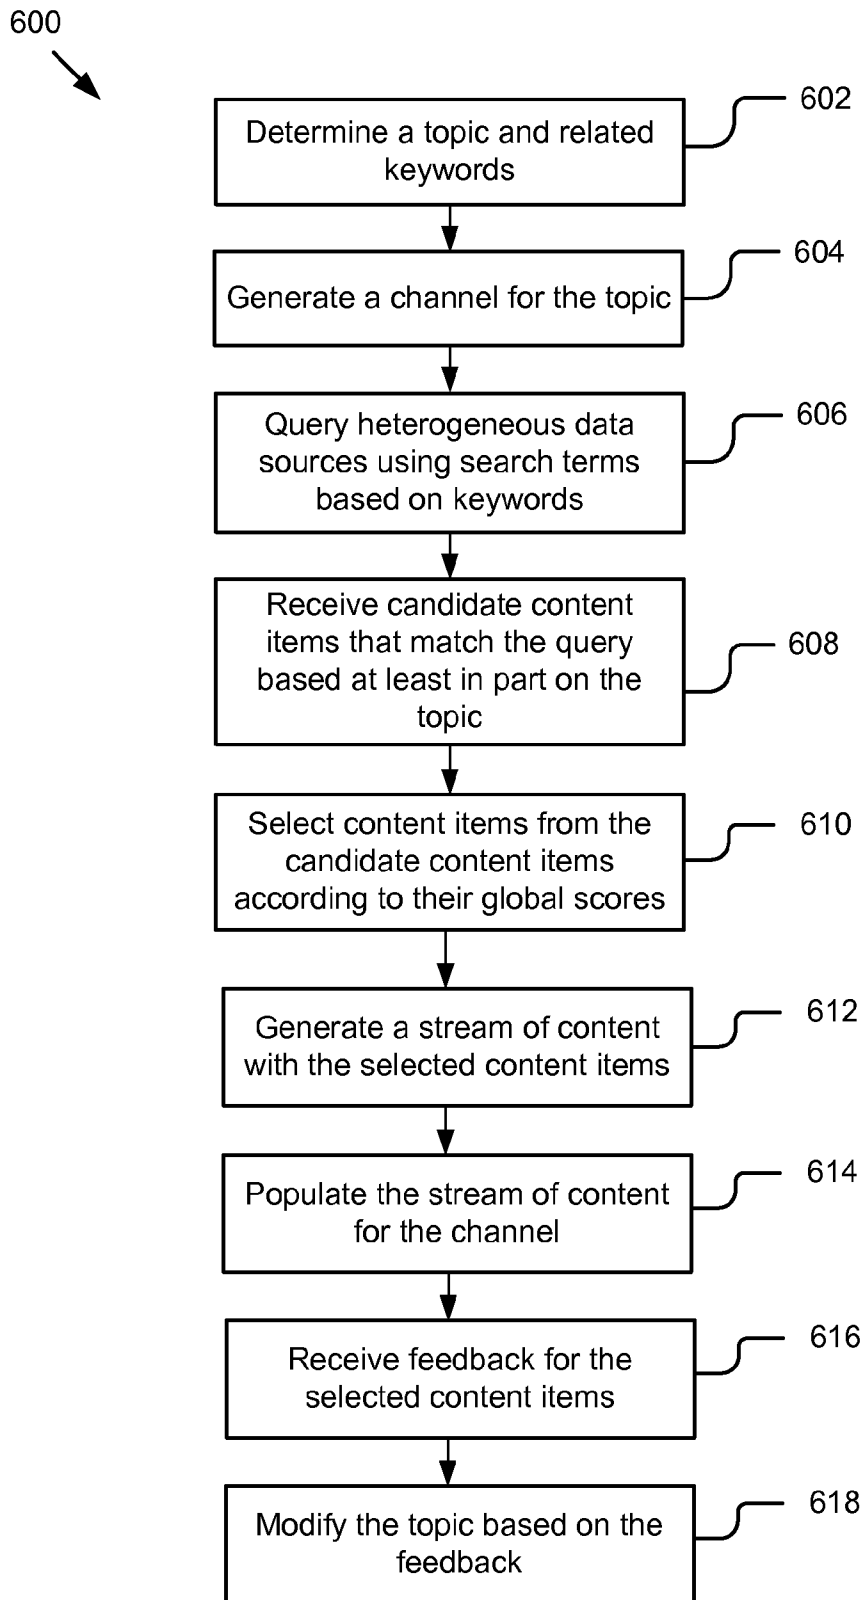 600
602
Determine a topic and related
keywords
604
Generate a channel for the topic
606
Query heterogeneous data
sources using search terms
based on keywords
608
Receive candidate content
items that match the query
based at least in part on the
topic
610
Select content items from the
candidate content items
according to their global scores
612
Generate a stream of content
with the selected content items
614
Populate the stream of content
for the channel
616
Receive feedback for the
selected content items
618
Modify the topic based on the
feedback